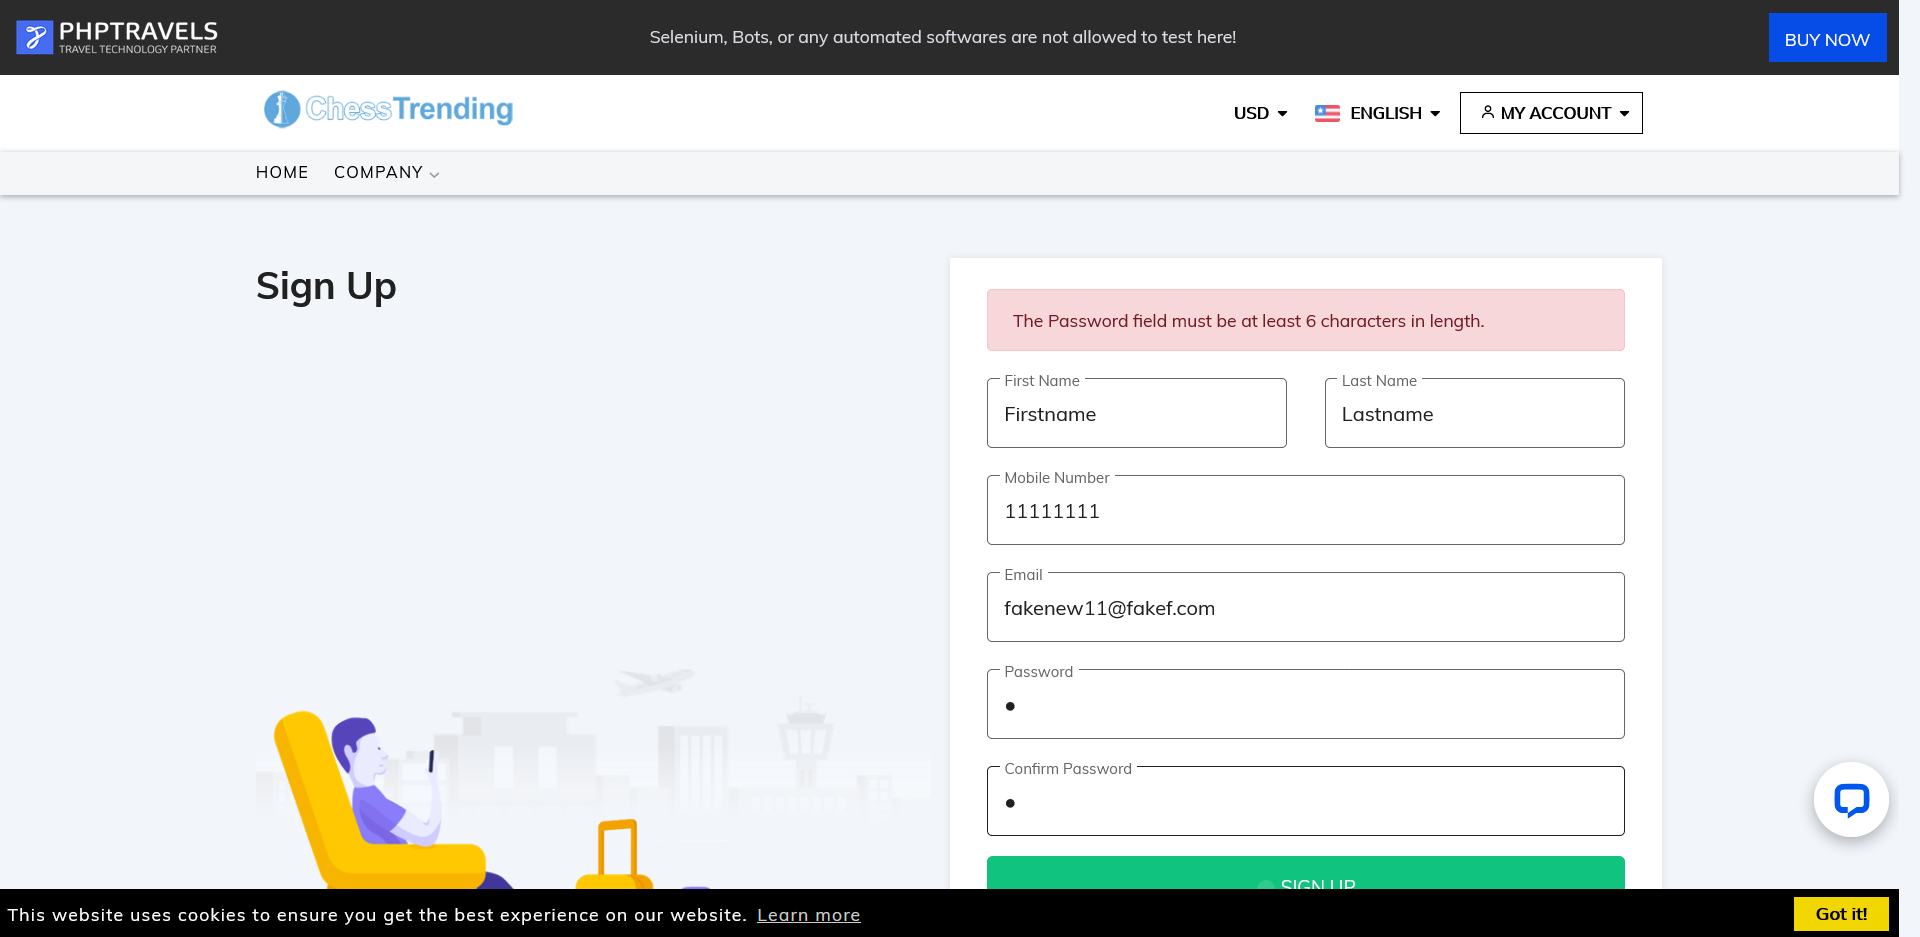 PHPTRAVELS
TRAVEL TECHNOLOGY PARTNER
Selenium, Bots, or any automated softwares are not allowed to test here!
BUY NOW
ChessTrending
USD
ENGLISH
MY ACCOUNT
HOME
COMPANY
Sign Up
The Password field must be at least 6 characters in length.
First Name
Firstname
Last Name
Lastname
Mobile Number
11111111
Email
fakenew11@fakef.com
Password
Confirm Password
SIGN UP
This website uses cookies to ensure you get the best experience on our website. Learn more
Got it!